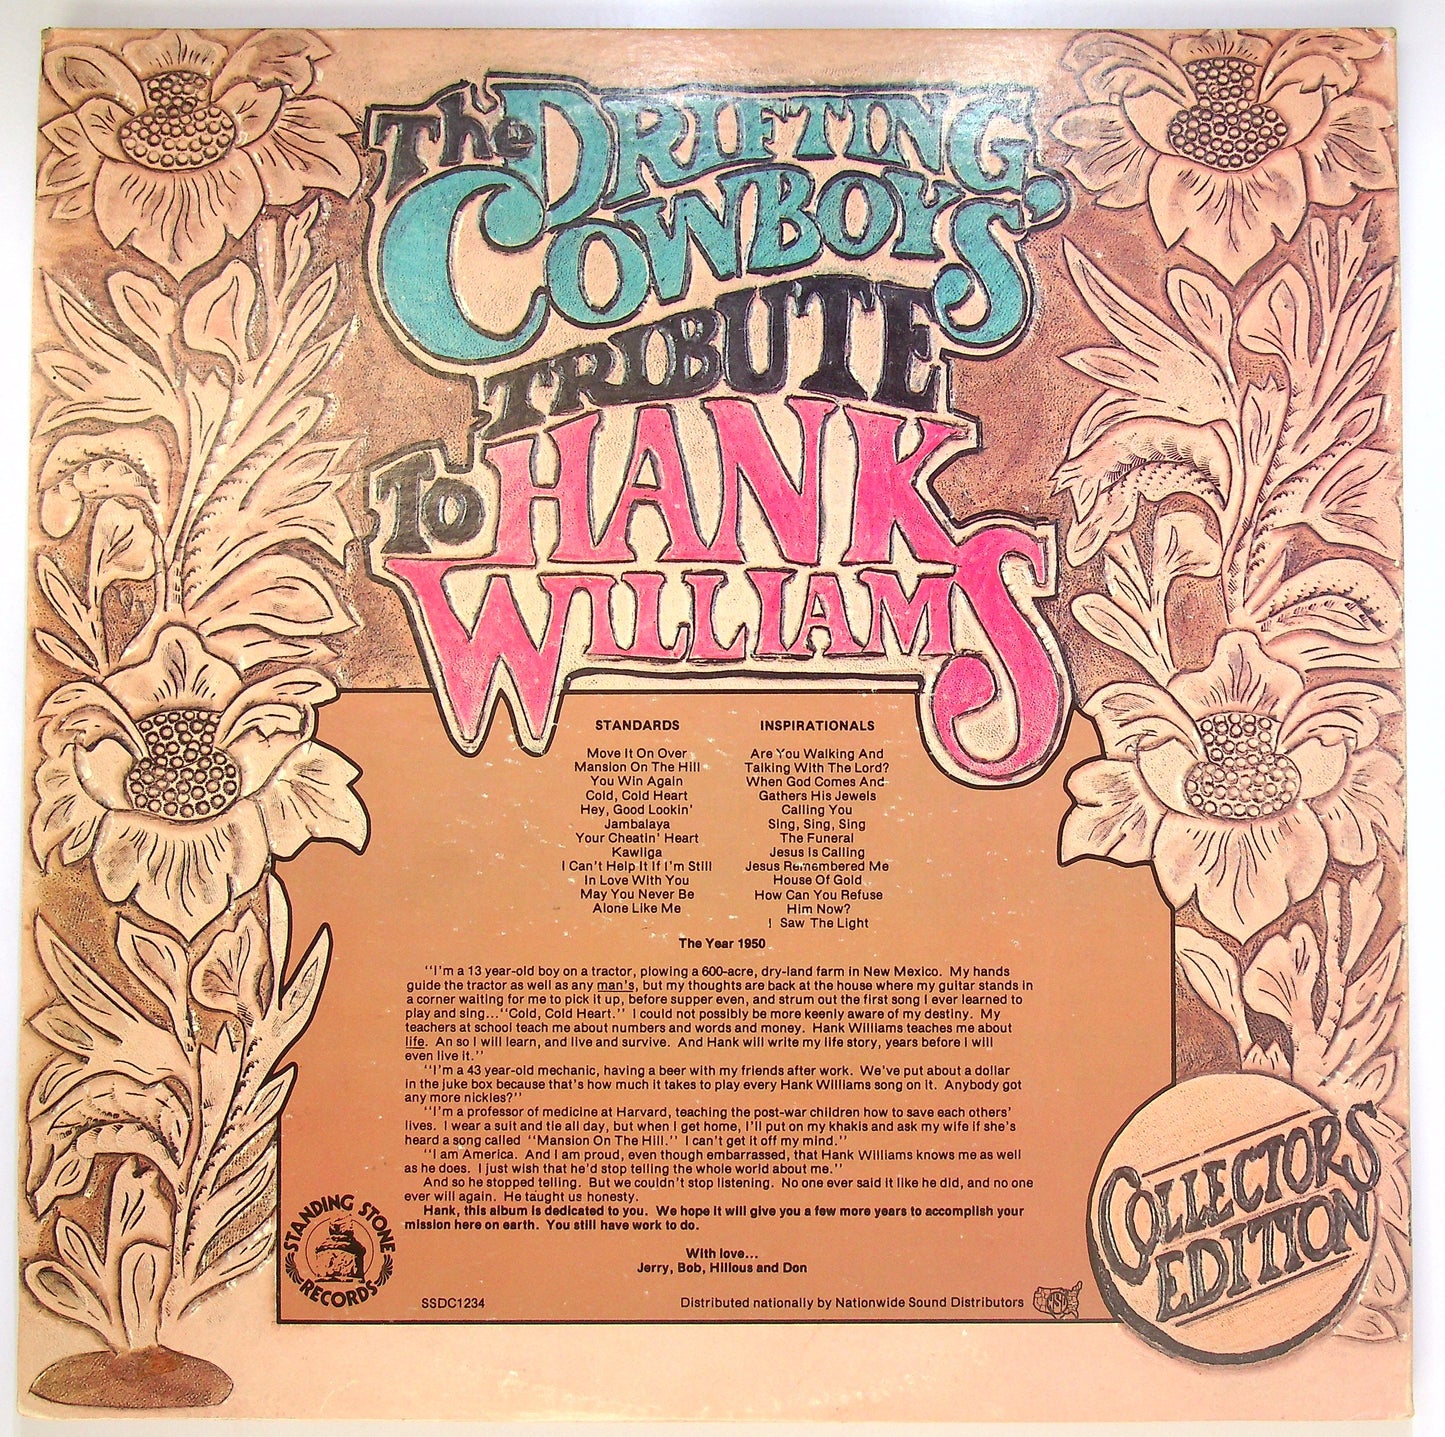 The DRIFTING
COWBOYS'
TRIBUTE
TO HANK
WILLIAMS
STANDARDS
Move It On Over
Mansion On The Hill
You Win Again
Cold, Cold Heart
Hey, Good Lookin'
Jambalaya
Your Cheatin' Heart
Kawliga
I Can't Help It If I'm Still
In Love With You
May You Never Be
Alone Like Me
INSPIRATIONALS
Are You Walking And
Talking With The Lord?
When God Comes And
Gathers His Jewels
Calling You
Sing, Sing, Sing
The Funeral
Jesus Is Calling
Jesus Remembered Me
House Of Gold
How Can You Refuse
Him Now?
I Saw The Light
The Year 1950
"I'm a 13 year-old boy on a tractor, plowing a 600-acre, dry-land farm in New Mexico. My hands
guide the tractor as well as any man's, but my thoughts are back at the house where my guitar stands in
a corner waiting for me to pick it up, before supper even, and strum out the first song I ever learned to
play and sing..."Cold, Cold Heart." I could not possibly be more keenly aware of my destiny. My
teachers at school teach me about numbers and words and money. Hank Williams teaches me about
life. An so I will learn, and live and survive. And Hank will write my life story, years before I will
even live it."
"I'm a 43 year-old mechanic, having a beer with my friends after work. We've put about a dollar
in the juke box because that's how much it takes to play every Hank Williams song on it. Anybody got
any more nickles?"
"I'm a professor of medicine at Harvard, teaching the post-war children how to save each others'
lives. I wear a suit and tie all day, but when I get home, I'll put on my khakis and ask my wife if she's
heard a song called "Mansion On The Hill." I can't get it off my mind."
"I am America. And I am proud, even though embarrassed, that Hank Williams knows me as well
as he does. I just wish that he'd stop telling the whole world about me."
And so he stopped telling. But we couldn't stop listening. No one ever said it like he did, and no one
ever will again. He taught us honesty.
Hank, this album is dedicated to you. We hope it will give you a few more years to accomplish your
mission here on earth. You still have work to do.
With love...
Jerry, Bob, Hillous and Don
STANDING STONE
RECORDS
SSDC1234
Distributed nationally by Nationwide Sound Distributors
COLLECTORS
EDITION